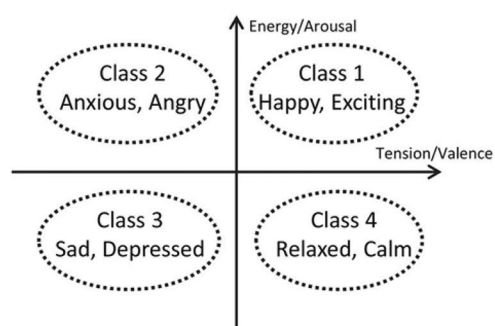 Energy/Arousal
Class 2
Anxious, Angry
Class 1
Happy, Exciting
Tension/Valence
Class 3
Sad, Depressed
Class 4
Relaxed, Calm